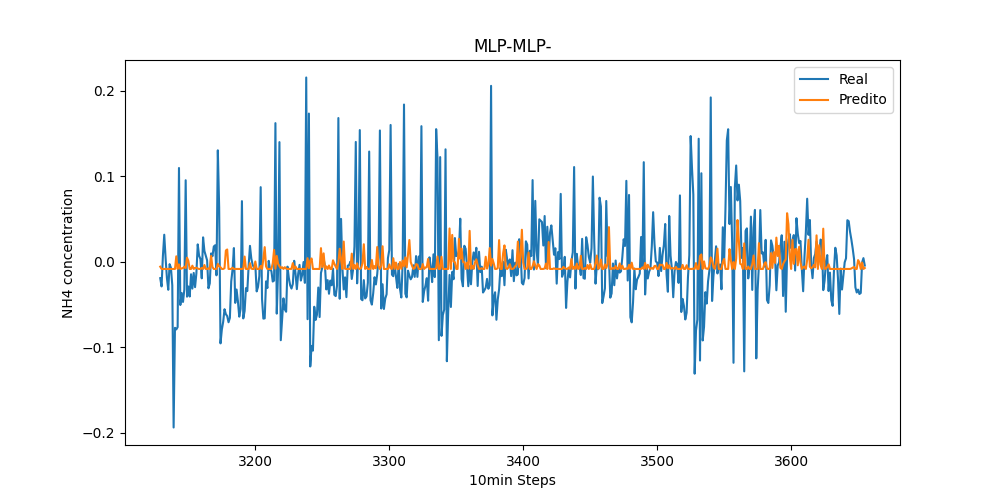 MLP-MLP-
Real
Predito
NH4 concentration
0.2
0.1
0.0
−0.1
−0.2
3200
3300
3400
3500
3600
10min Steps